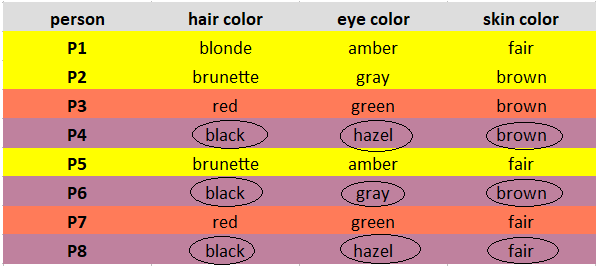 person hair color eye color skin color
P1 blonde amber fair
P2 brunette gray brown
P3 red green brown
P4 black hazel brown
P5 brunette amber fair
P6 black gray brown
P7 red green fair
P8 black hazel fair